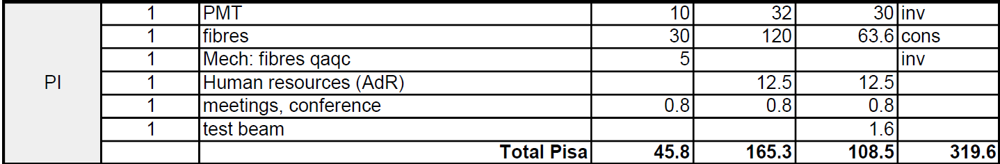 1 PMT 10 32 30 inv
1 fibres 30 120 63.6 cons
1 Mech: fibres qaqc 5 inv
PI 1 Human resources (AdR) 12.5 12.5
1 meetings, conference 0.8 0.8 0.8
1 test beam 1.6
Total Pisa 45.8 165.3 108.5 319.6